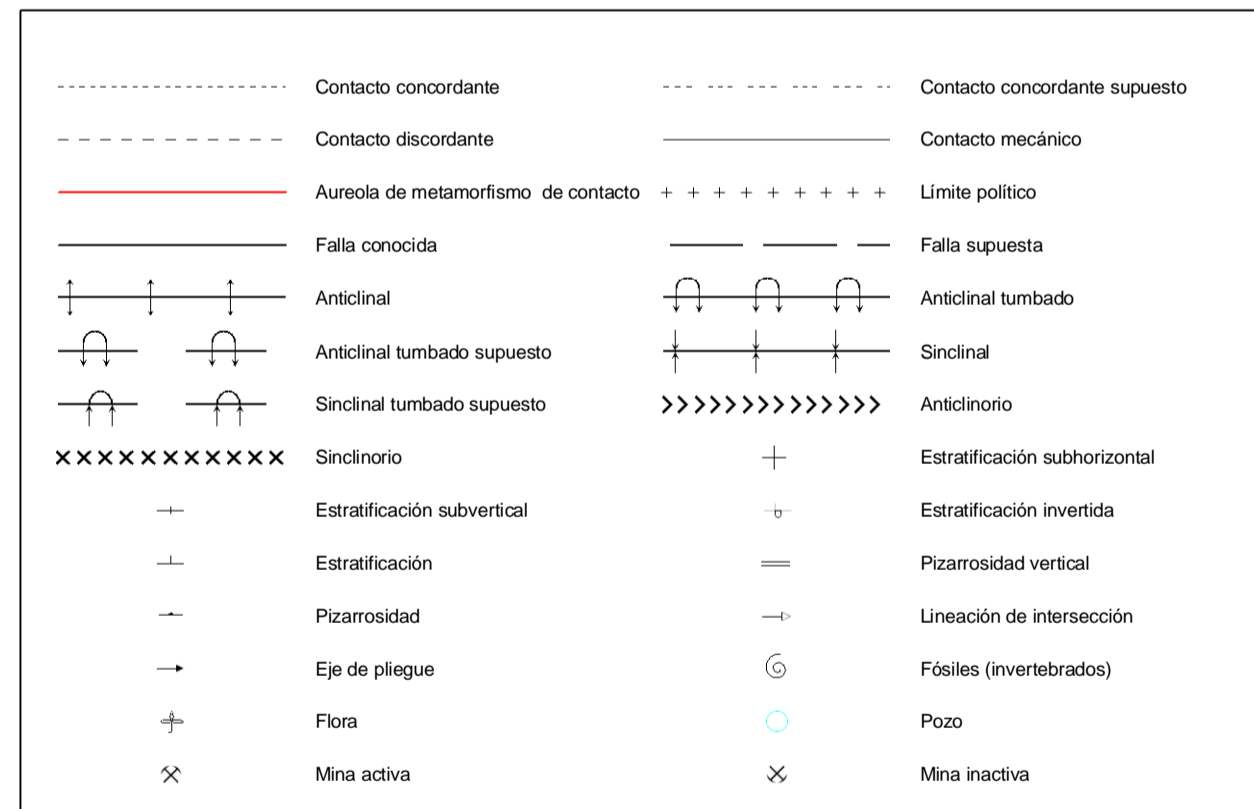 Contacto concordante
Contacto concordante supuesto
Contacto discordante
Contacto mecánico
Aureola de metamorfismo de contacto
Límite político
Falla conocida
Falla supuesta
Anticlinal
Anticlinal tumbado
Anticlinal tumbado supuesto
Sinclinal
Sinclinal tumbado supuesto
Anticlinorio
Sinclinorio
Estratificación subhorizontal
Estratificación subvertical
Estratificación invertida
Estratificación
Pizarrosidad vertical
Pizarrosidad
Lineación de intersección
Eje de pliegue
Fósiles (invertebrados)
Flora
Pozo
Mina activa
Mina inactiva